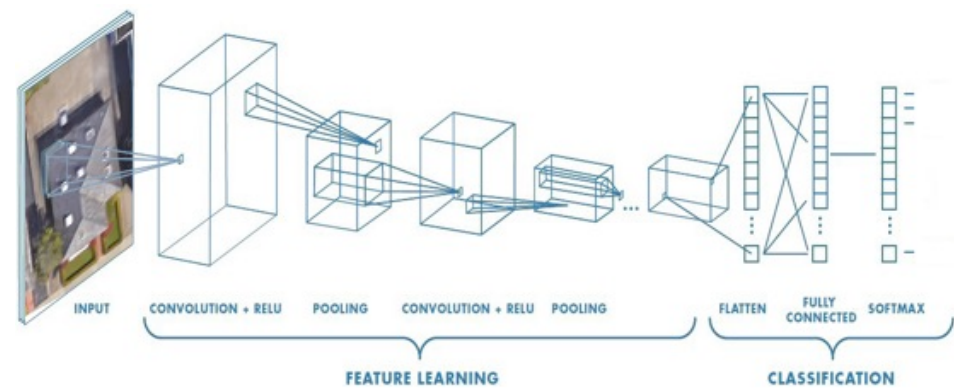 INPUT
CONVOLUTION + RELU
POOLING
CONVOLUTION + RELU
POOLING
FLATTEN
FULLY
CONNECTED
SOFTMAX
FEATURE LEARNING
CLASSIFICATION